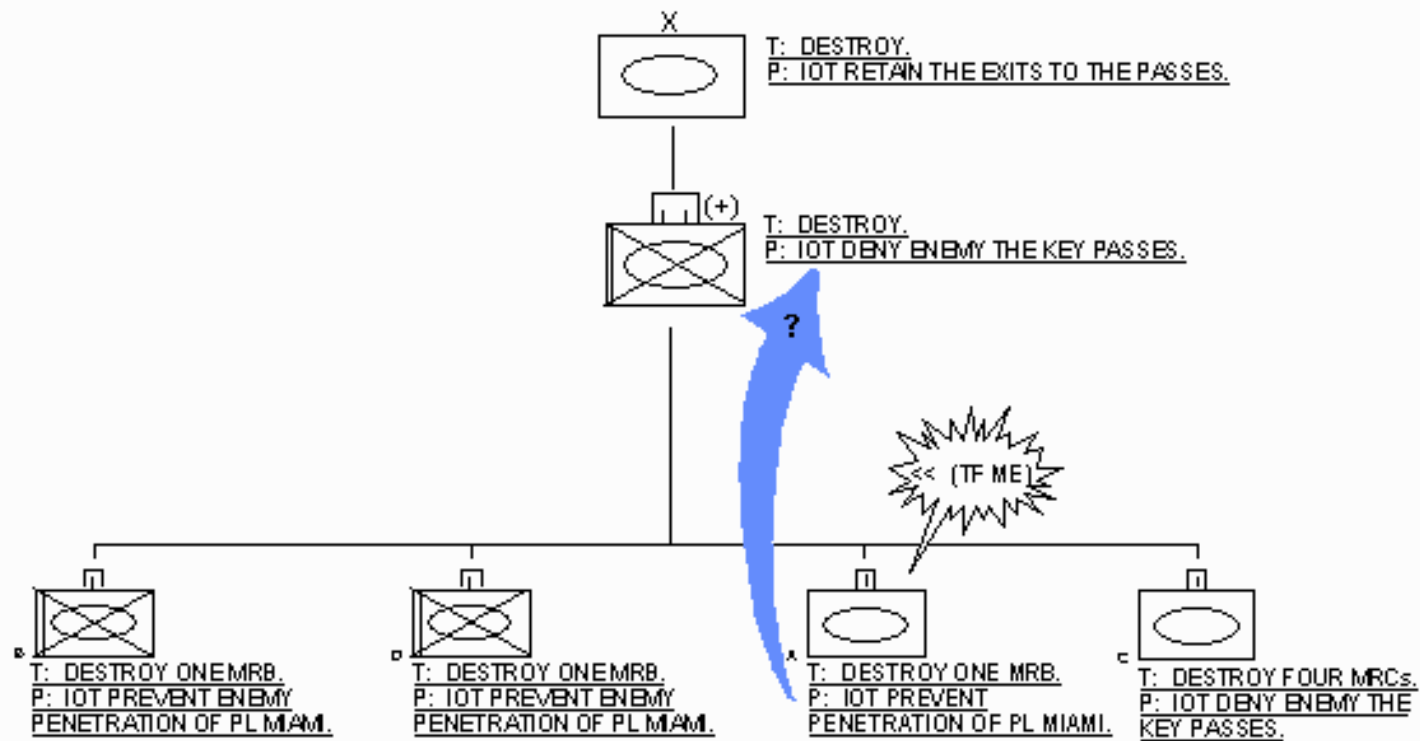 X
T: DESTROY.
P: IOT RETAIN THE EXITS TO THE PASSES.
(+)
T: DESTROY.
P: IOT DENY ENEMY THE KEY PASSES.
?
<< (TF ME)
B
T: DESTROY ONE MRB.
P: IOT PREVENT ENEMY
PENETRATION OF PL MIAMI.
D
T: DESTROY ONE MRB.
P: IOT PREVENT ENEMY
PENETRATION OF PL MIAMI.
A
T: DESTROY ONE MRB.
P: IOT PREVENT
PENETRATION OF PL MIAMI.
C
T: DESTROY FOUR MRCs.
P: IOT DENY ENEMY THE
KEY PASSES.